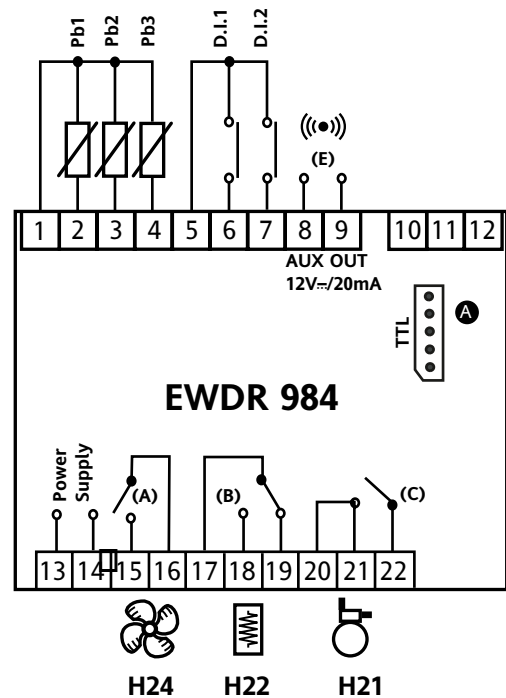 Pb1 Pb2 Pb3 D.I.1 D.I.2
(E)
1 2 3 4 5 6 7 8 9 10 11 12
AUX OUT
12V⎓/20mA
A
TTL
EWDR 984
Power
Supply
(A) (B) (C)
13 14 15 16 17 18 19 20 21 22
H24 H22 H21